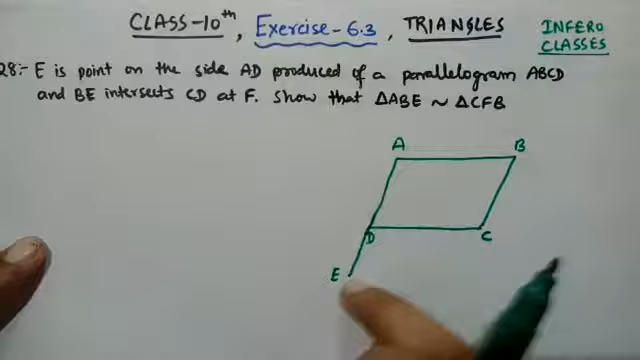 CLASS-10th, Exercise-6.3, TRIANGLES
INFERO
CLASSES
Q8:- E is point on the side AD produced of a parallelogram ABCD
and BE intersects CD at F. Show that ΔABE ~ ΔCFB
A
B
D
C
E